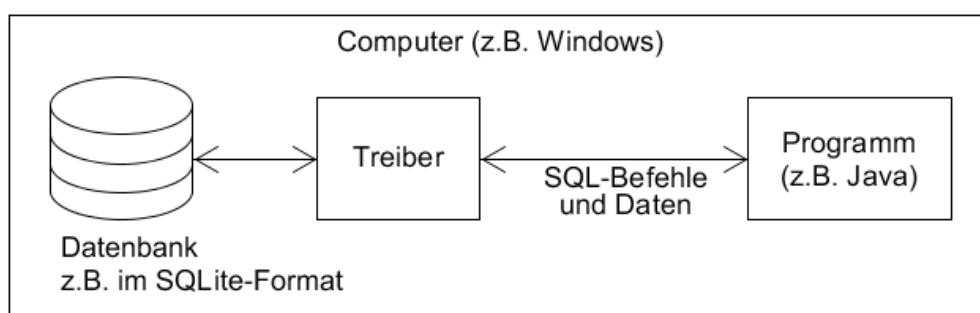 Computer (z.B. Windows)
Treiber
Programm
(z.B. Java)
SQL-Befehle
und Daten
Datenbank
z.B. im SQLite-Format